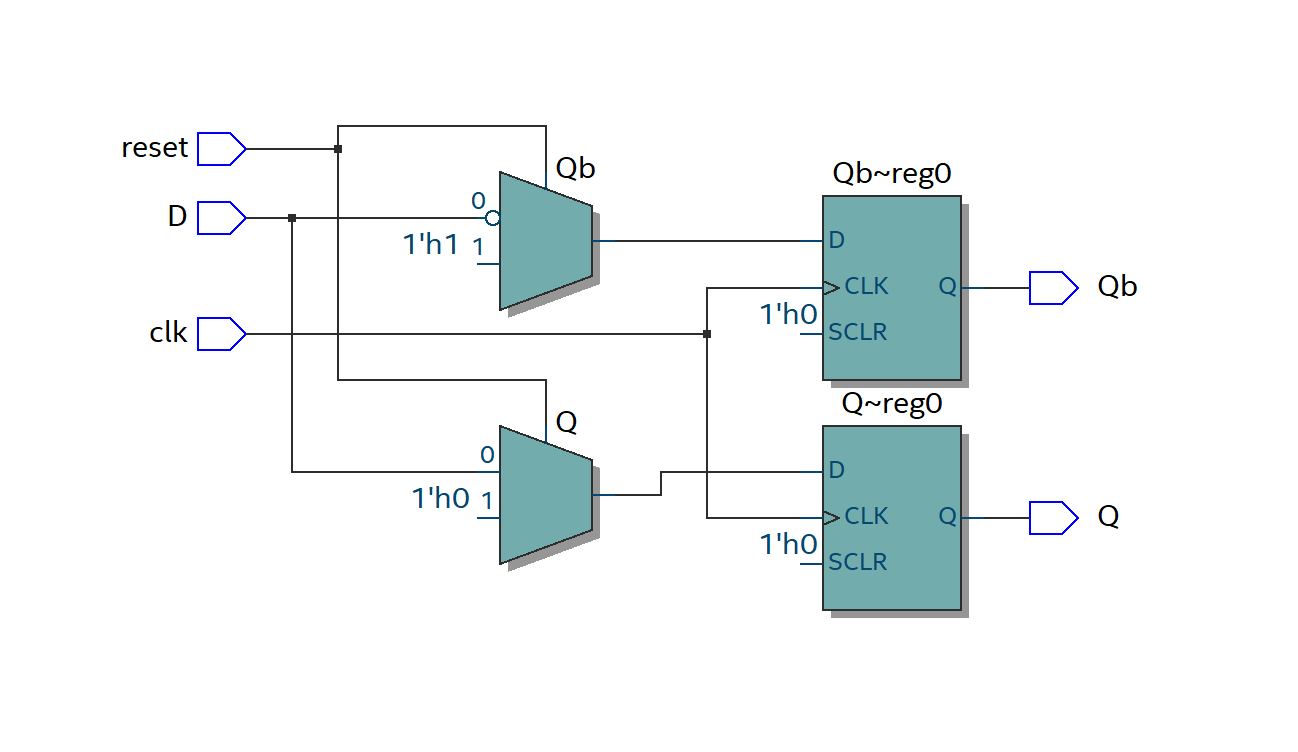 reset
D
clk
Qb
0
1'h1 1
Q
0
1'h0 1
Qb~reg0
D
CLK Q
1'h0
SCLR
Qb
Q~reg0
D
CLK Q
1'h0
SCLR
Q